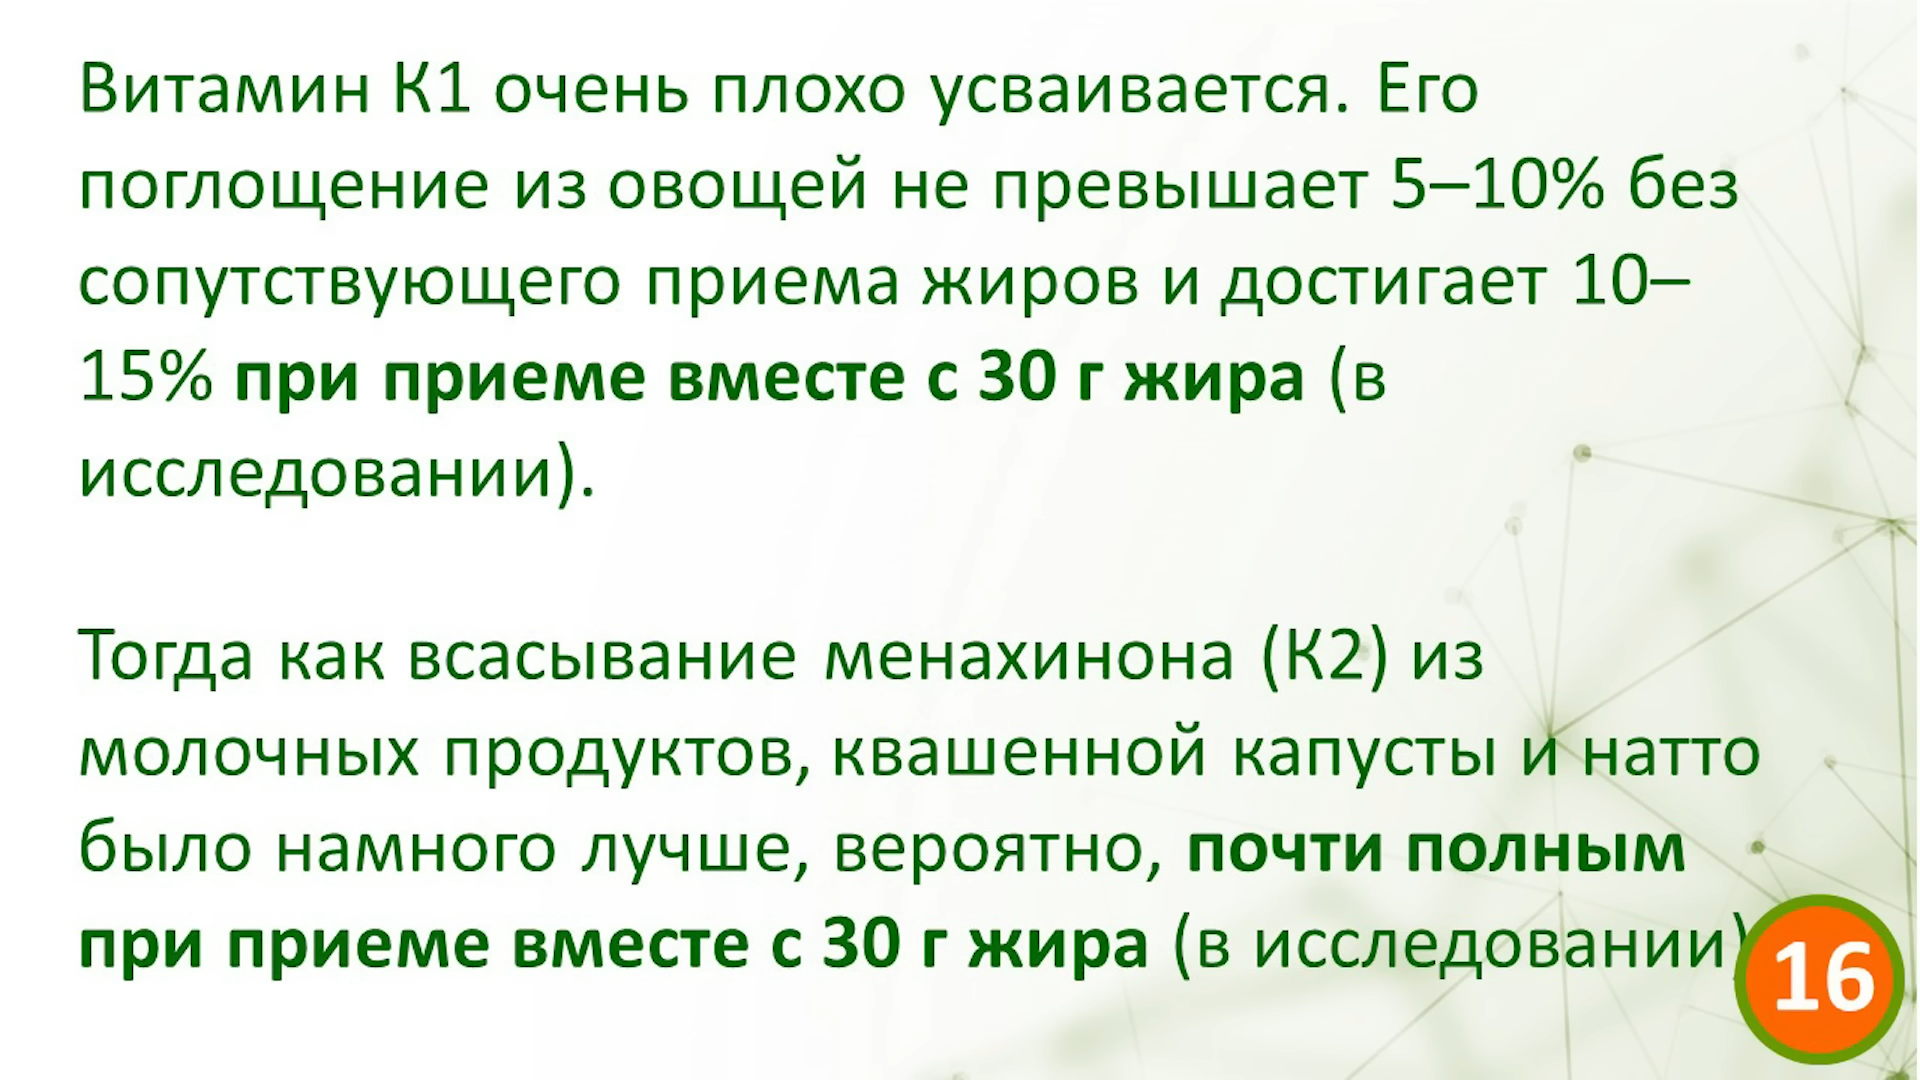 Витамин К1 очень плохо усваивается. Его
поглощение из овощей не превышает 5–10% без
сопутствующего приема жиров и достигает 10–
15% при приеме вместе с 30 г жира (в
исследовании).
Тогда как всасывание менахинона (К2) из
молочных продуктов, квашенной капусты и натто
было намного лучше, вероятно, почти полным
при приеме вместе с 30 г жира (в исследовании)
16